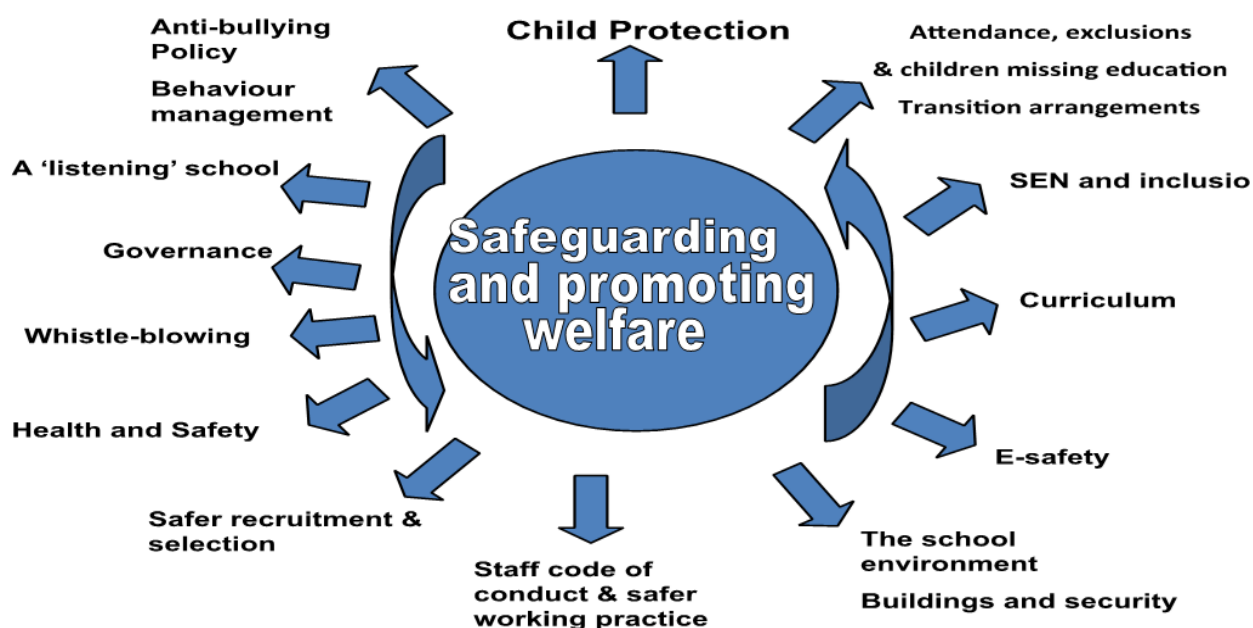 Child Protection
Attendance, exclusions
& children missing education
Transition arrangements
SEN and inclusio
Curriculum
E-safety
The school
environment
Buildings and security
Staff code of
conduct & safer
working practice
Safer recruitment &
selection
Health and Safety
Whistle-blowing
Governance
A ‘listening’ school
Anti-bullying
Policy
Behaviour
management
Safeguarding
and promoting
welfare